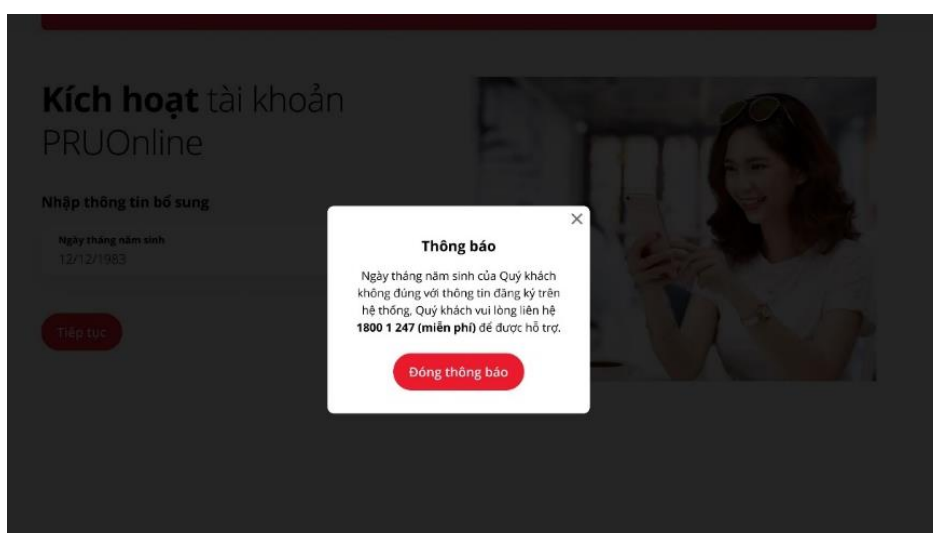 Kích hoạt tài khoản
PRUOnline
Nhập thông tin bổ sung
Ngày tháng năm sinh
12/12/1983
Tiếp tục
Thông báo
Ngày tháng năm sinh của Quý khách
không đúng với thông tin đăng ký trên
hệ thống, Quý khách vui lòng liên hệ
1800 1 247 (miễn phí) để được hỗ trợ.
Đóng thông báo